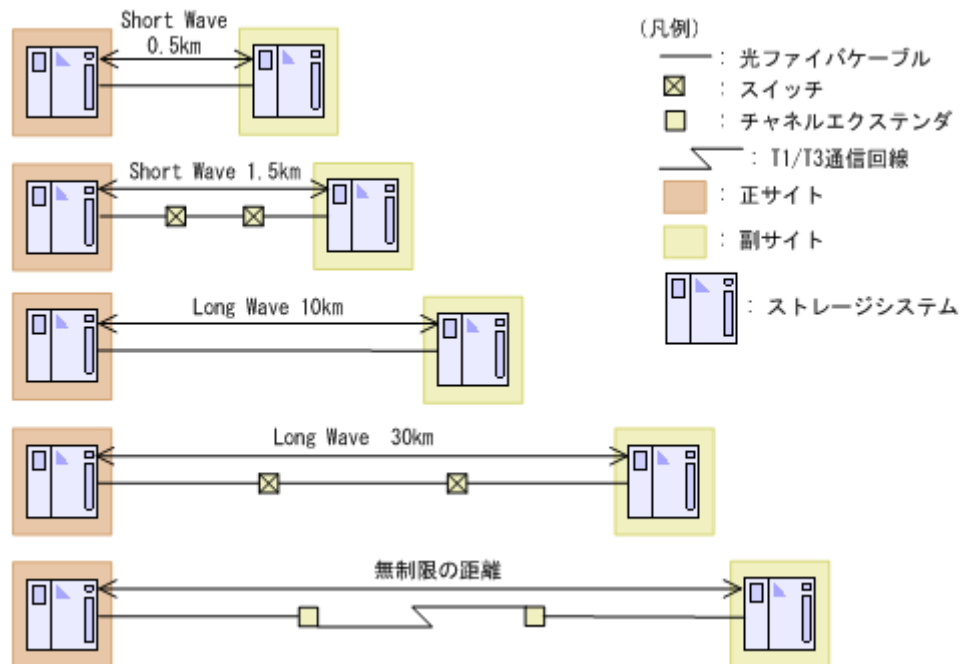 Short Wave
0.5km
Short Wave 1.5km
Long Wave 10km
Long Wave 30km
無制限の距離
(凡例)
: 光ファイバケーブル
: スイッチ
: チャネルエクステンダ
: T1/T3通信回線
: 正サイト
: 副サイト
: ストレージシステム